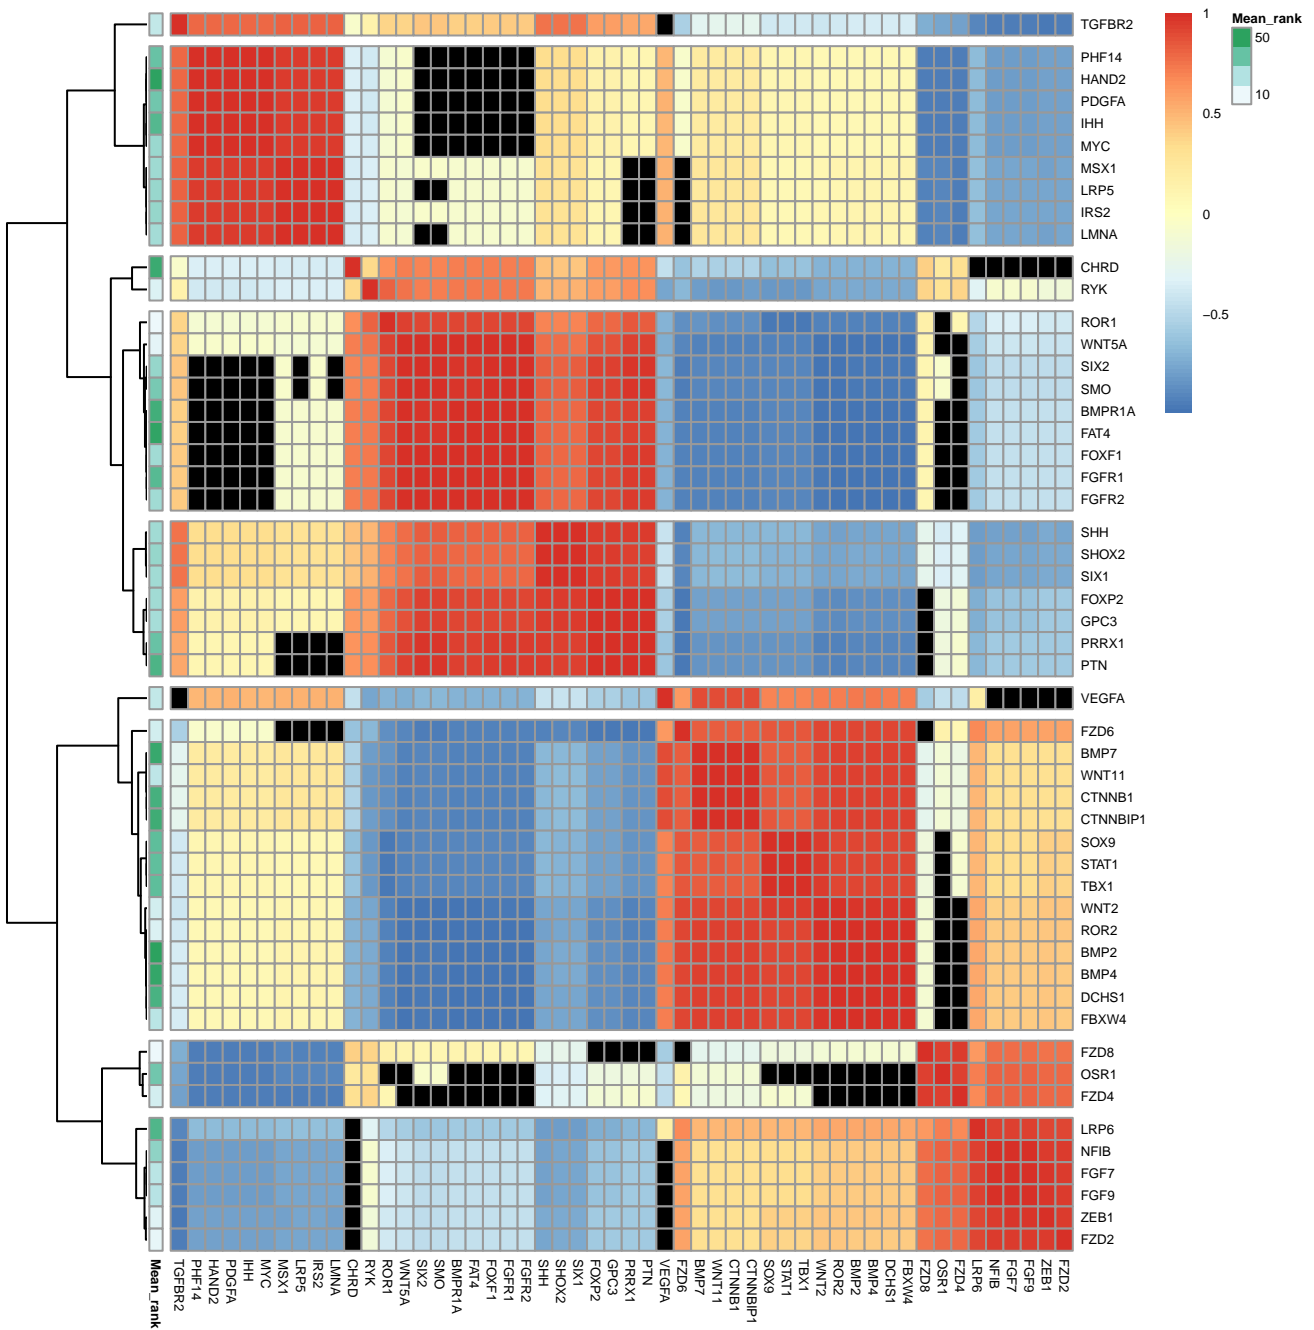 TGFBR2
PHF14
HAND2
PDGFA
IHH
MYC
MSX1
LRP5
IRS2
LMNA
CHRD
RYK
ROR1
WNT5A
SIX2
SMO
BMPR1A
FAT4
FOXF1
FGFR1
FGFR2
SHH
SHOX2
SIX1
FOXP2
GPC3
PRRX1
PTN
VEGFA
FZD6
BMP7
WNT11
CTNNB1
CTNNBIP1
SOX9
STAT1
TBX1
WNT2
ROR2
BMP2
BMP4
DCHS1
FBXW4
FZD8
OSR1
FZD4
LRP6
NFIB
FGF7
FGF9
ZEB1
FZD2
1
0.5
0
−0.5
Mean_rank
50
10
Mean_rank
TGFBR2
PHF14
HAND2
PDGFA
IHH
MYC
MSX1
LRP5
IRS2
LMNA
CHRD
RYK
ROR1
WNT5A
SIX2
SMO
BMPR1A
FAT4
FOXF1
FGFR1
FGFR2
SHH
SHOX2
SIX1
FOXP2
GPC3
PRRX1
PTN
VEGFA
FZD6
BMP7
WNT11
CTNNB1
CTNNBIP1
SOX9
STAT1
TBX1
WNT2
ROR2
BMP2
BMP4
DCHS1
FBXW4
FZD8
OSR1
FZD4
LRP6
NFIB
FGF7
FGF9
ZEB1
FZD2